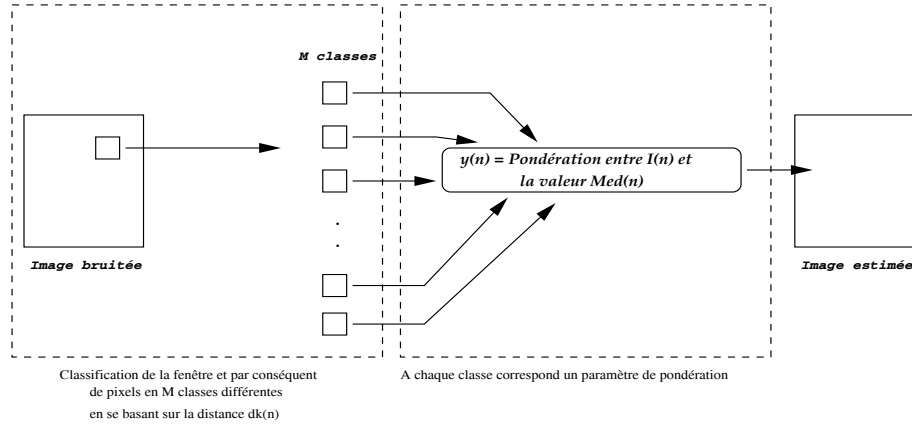 M classes
y(n) = Pondération entre I(n) et
la valeur Med(n)
.
.
Image bruitée
Image estimée
Classification de la fenêtre et par conséquent
de pixels en M classes différentes
en se basant sur la distance dk(n)
A chaque classe correspond un paramètre de pondération